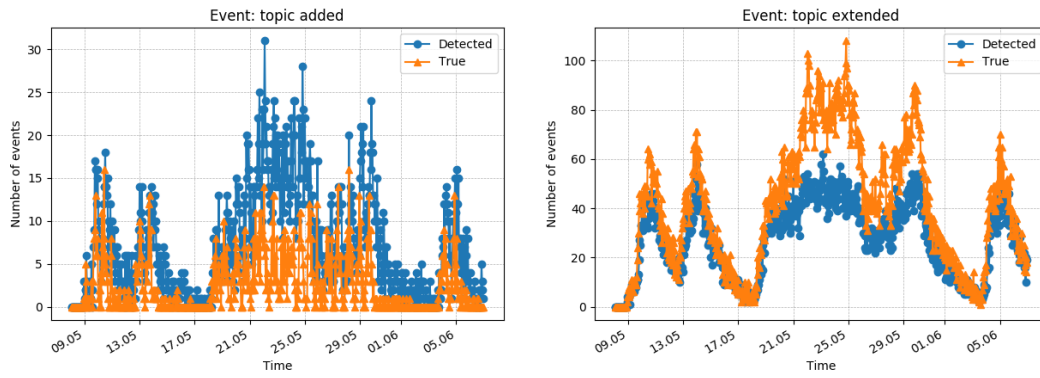 Event: topic added
Number of events
30
25
20
15
10
5
0
Detected
True
09.05
13.05
17.05
21.05
25.05
29.05
01.06
05.06
Time
Event: topic extended
Number of events
100
80
60
40
20
0
Detected
True
09.05
13.05
17.05
21.05
25.05
29.05
01.06
05.06
Time